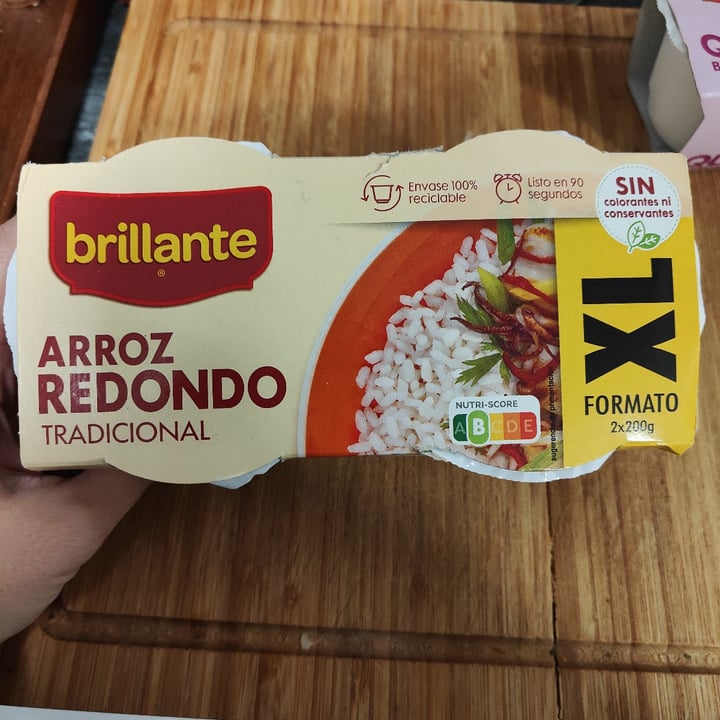 brillante
®
ARROZ
REDONDO
TRADICIONAL
Envase 100%
reciclable
Listo en 90
segundos
SIN
colorantes ni
conservantes
XL
FORMATO
2x200g
NUTRI-SCORE
A B C D E